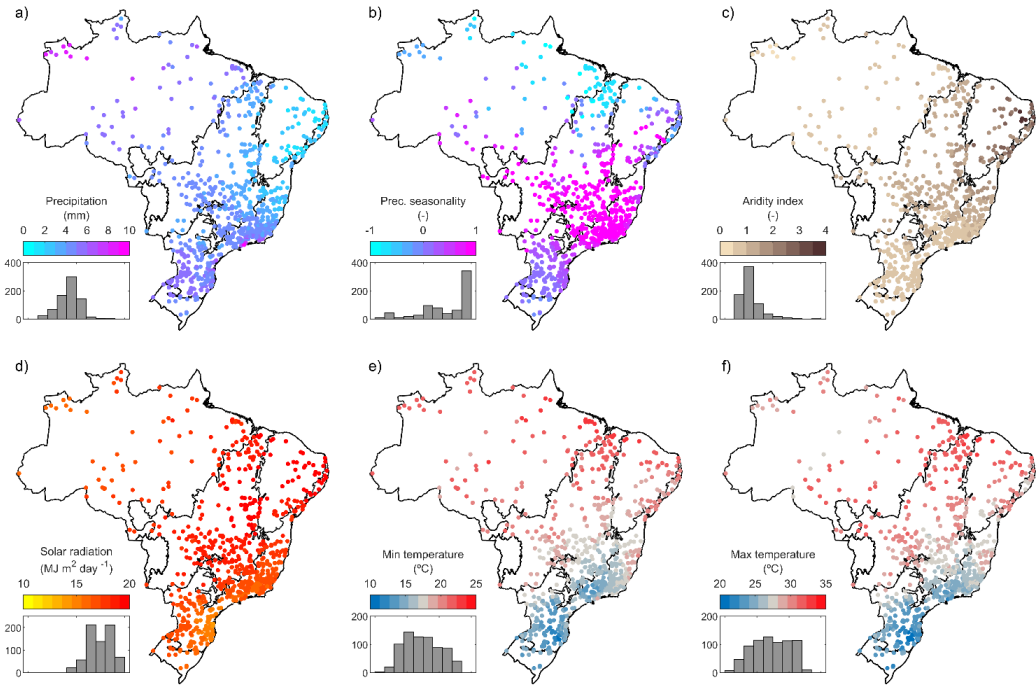 a)
Precipitation
(mm)
0 2 4 6 8 10
400
200
0
b)
Prec. seasonality
(-)
-1 0 1
400
200
0
c)
Aridity index
(-)
0 1 2 3 4
400
200
0
d)
Solar radiation
(MJ m² day ⁻¹)
10 15 20
200
100
0
e)
Min temperature
(ºC)
10 15 20 25
200
100
0
f)
Max temperature
(ºC)
20 25 30 35
200
100
0